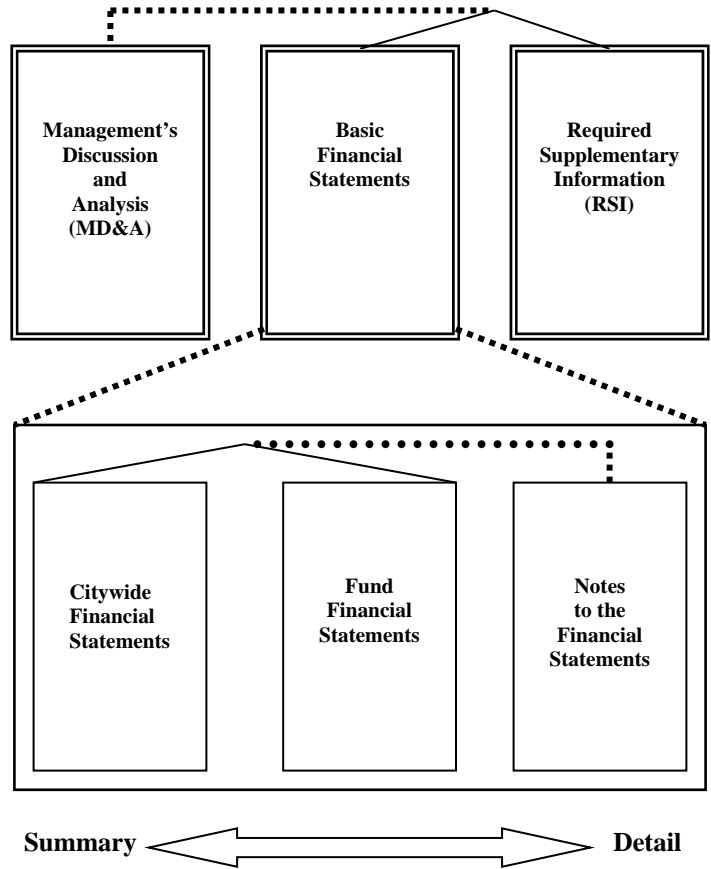 Management’s
Discussion
and
Analysis
(MD&A)
Basic
Financial
Statements
Required
Supplementary
Information
(RSI)
Citywide
Financial
Statements
Fund
Financial
Statements
Notes
to the
Financial
Statements
Summary
Detail